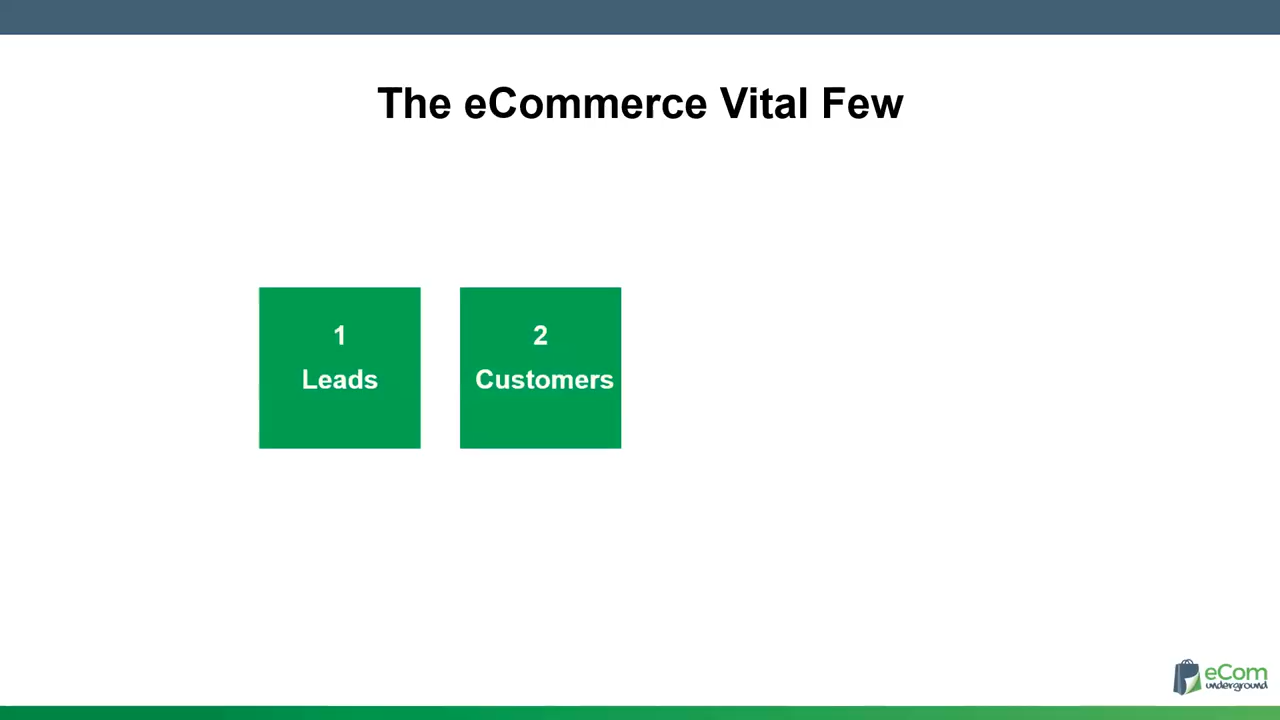 The eCommerce Vital Few
1
Leads
2
Customers
eCom
underground